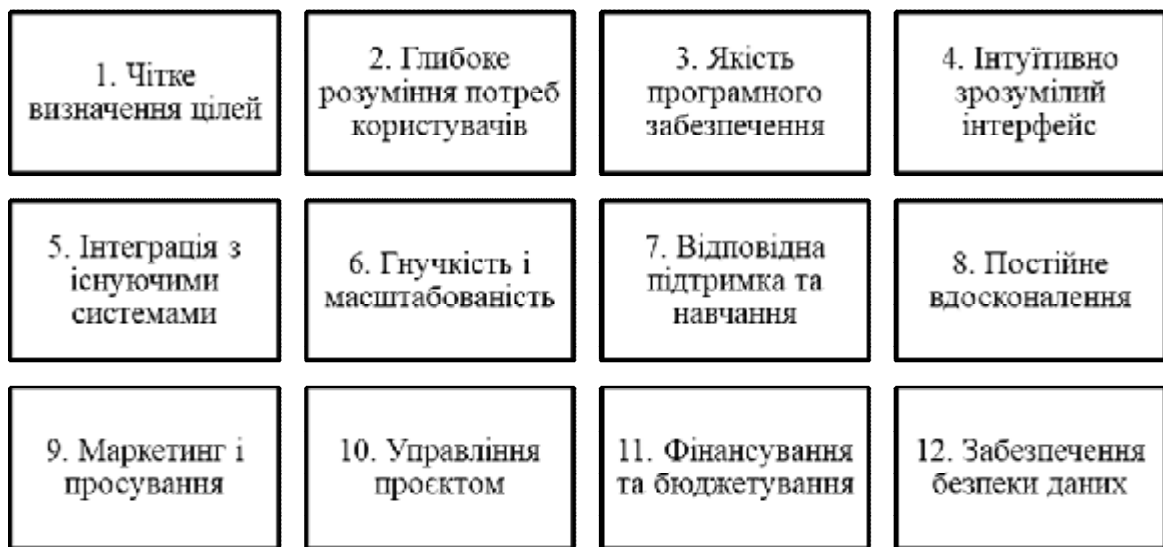 1. Чітке
визначення цілей
2. Глибоке
розуміння потреб
користувачів
3. Якість
програмного
забезпечення
4. Інтуїтивно
зрозумілий
інтерфейс
5. Інтеграція з
існуючими
системами
6. Гнучкість і
масштабованість
7. Відповідна
підтримка та
навчання
8. Постійне
вдосконалення
9. Маркетинг і
просування
10. Управління
проєктом
11. Фінансування
та бюджетування
12. Забезпечення
безпеки даних